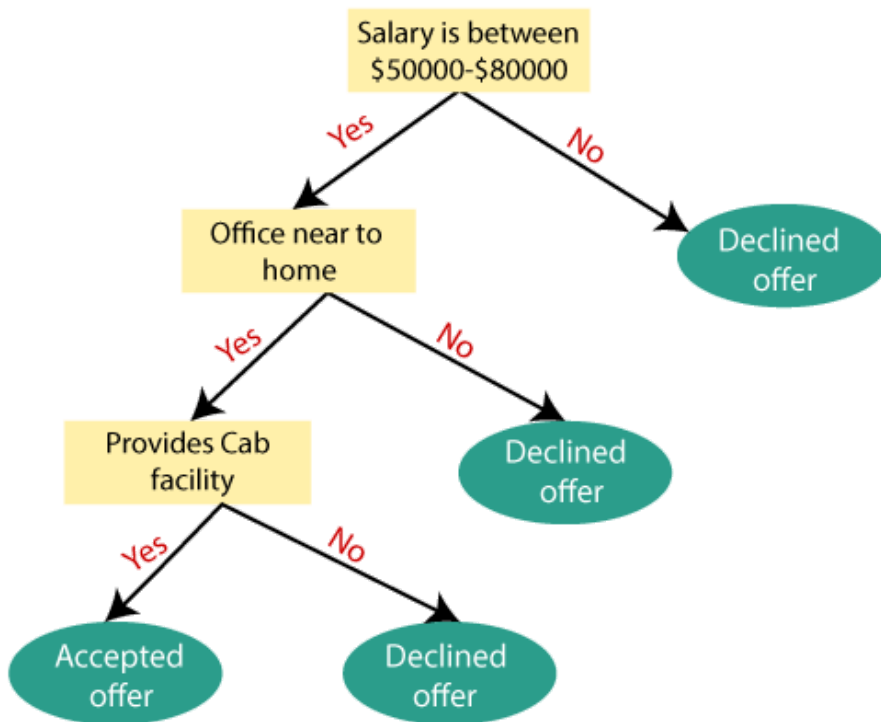 Salary is between
$50000-$80000
Yes
No
Office near to
home
Declined
offer
Yes
No
Provides Cab
facility
Declined
offer
Yes
No
Accepted
offer
Declined
offer